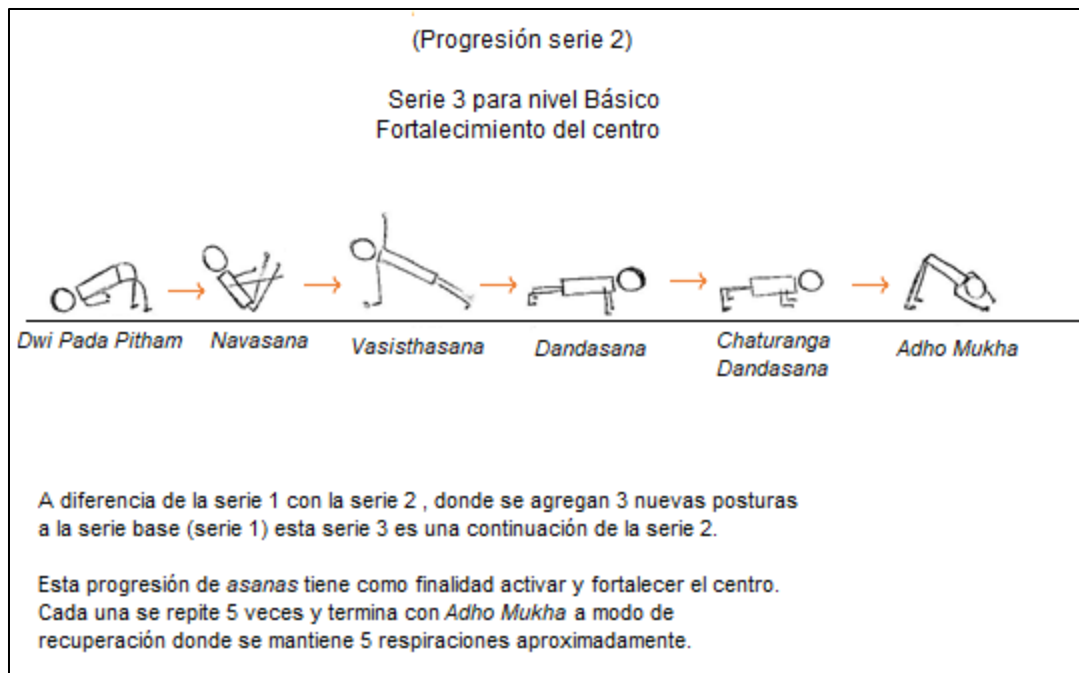 (Progresión serie 2)
Serie 3 para nivel Básico
Fortalecimiento del centro
Dwi Pada Pitham
Navasana
Vasisthasana
Dandasana
Chaturanga
Dandasana
Adho Mukha
A diferencia de la serie 1 con la serie 2 , donde se agregan 3 nuevas posturas
a la serie base (serie 1) esta serie 3 es una continuación de la serie 2.
Esta progresión de asanas tiene como finalidad activar y fortalecer el centro.
Cada una se repite 5 veces y termina con Adho Mukha a modo de
recuperación donde se mantiene 5 respiraciones aproximadamente.